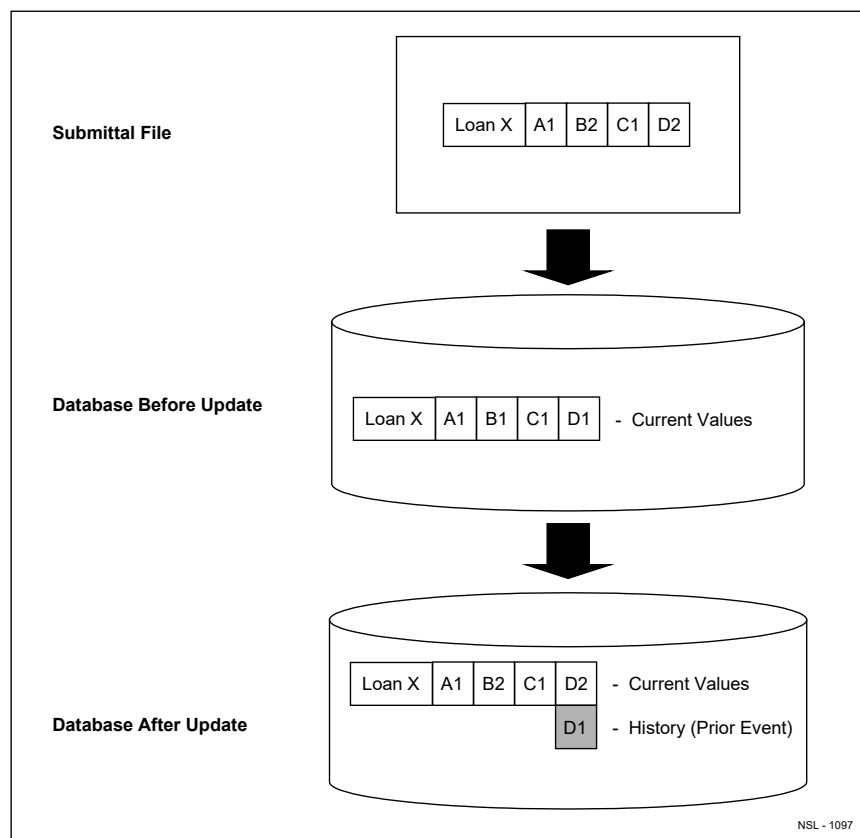 Submittal File
Loan X A1 B2 C1 D2
Database Before Update
Loan X A1 B1 C1 D1 - Current Values
Loan X A1 B2 C1 D2 - Current Values
Database After Update
D1 - History (Prior Event)
NSL - 1097